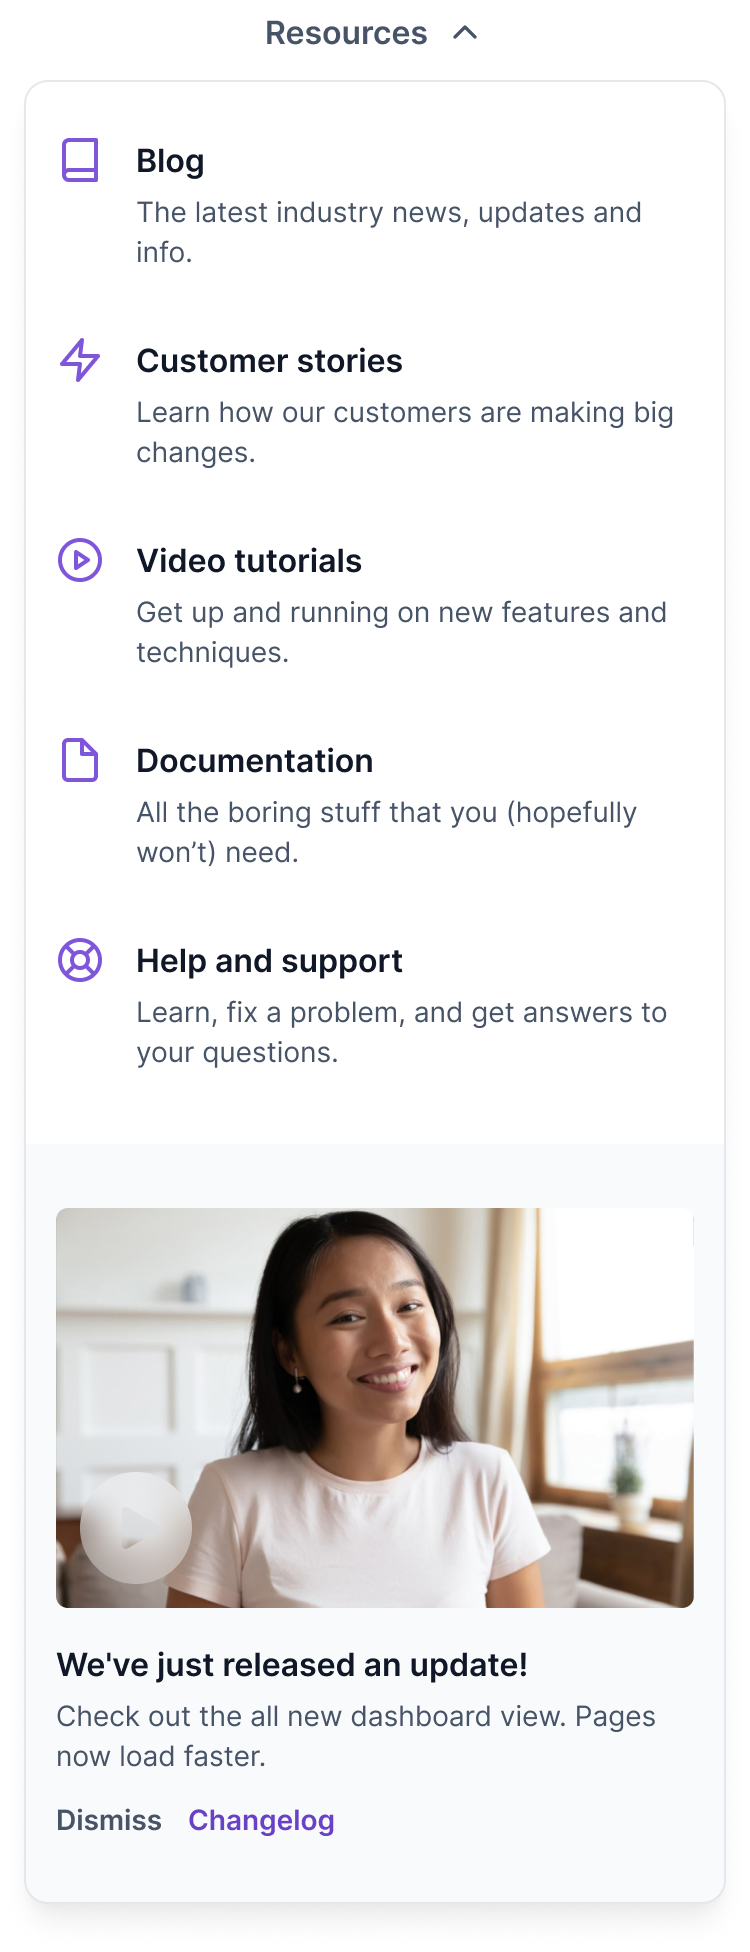 Resources
Blog
The latest industry news, updates and
info.
Customer stories
Learn how our customers are making big
changes.
Video tutorials
Get up and running on new features and
techniques.
Documentation
All the boring stuff that you (hopefully
won’t) need.
Help and support
Learn, fix a problem, and get answers to
your questions.
We've just released an update!
Check out the all new dashboard view. Pages
now load faster.
Dismiss Changelog